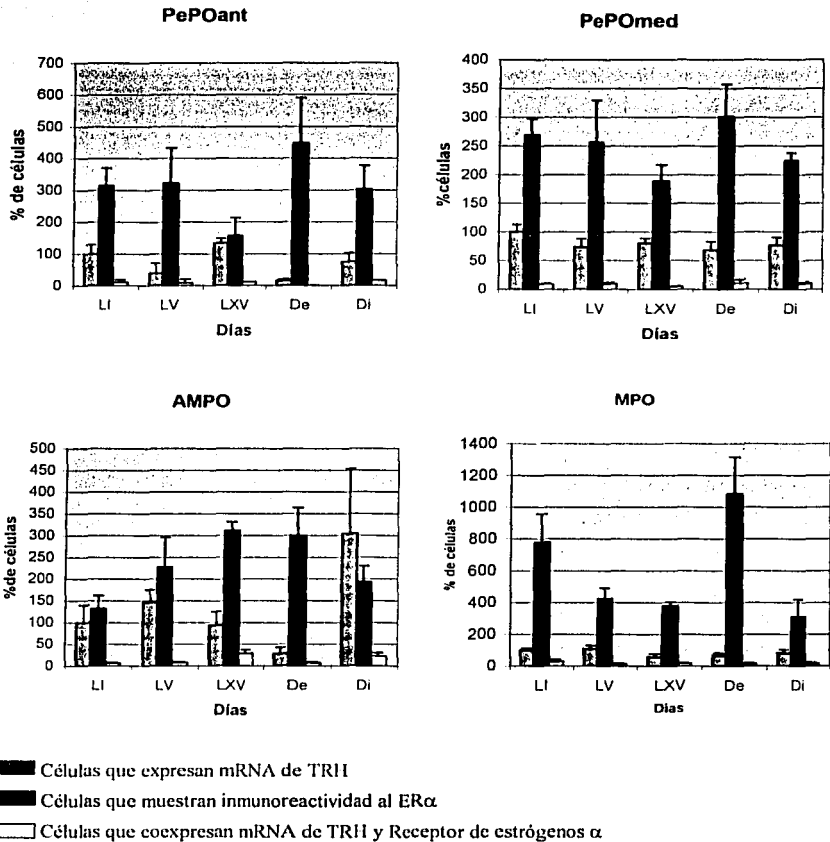 PePOant
% de células
700
600
500
400
300
200
100
0
LI LV LXV De Di
Días
PePOmed
%células
400
350
300
250
200
150
100
50
0
LI LV LXV De Di
Días
AMPO
%de células
500
450
400
350
300
250
200
150
100
50
0
LI LV LXV De Di
Días
MPO
% de células
1400
1200
1000
800
600
400
200
0
LI LV LXV De Di
Dias
Células que expresan mRNA de TRH
Células que muestran inmunoreactividad al ERα
Células que coexpresan mRNA de TRH y Receptor de estrógenos α